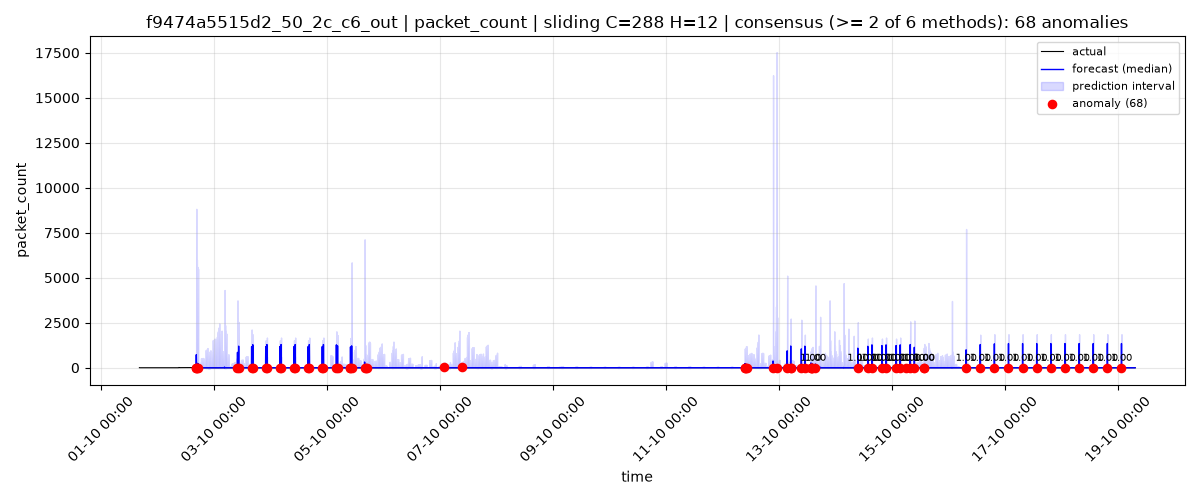 f9474a5515d2_50_2c_c6_out | packet_count | sliding C=288 H=12 | consensus (>= 2 of 6 methods): 68 anomalies
actual
forecast (median)
prediction interval
anomaly (68)
17500
15000
12500
10000
7500
5000
2500
0
packet_count
01-10 00:00
03-10 00:00
05-10 00:00
07-10 00:00
09-10 00:00
11-10 00:00
13-10 00:00
15-10 00:00
17-10 00:00
19-10 00:00
time